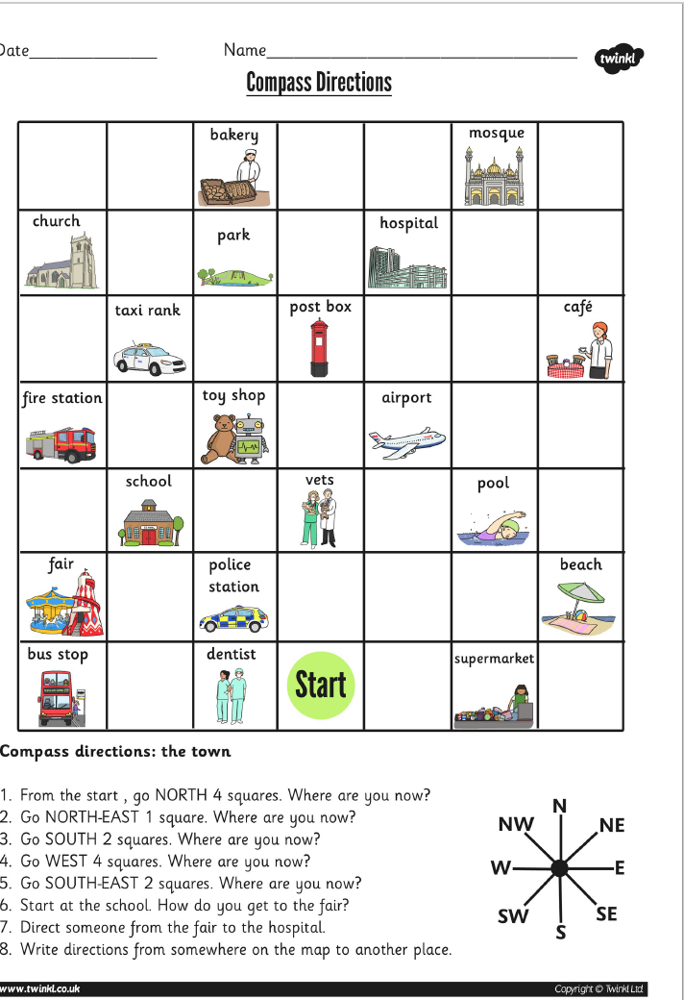 Date______________ Name__________________________________
twinkl
Compass Directions
bakery
mosque
church
park
hospital
taxi rank
post box
café
fire station
toy shop
airport
school
vets
pool
fair
police
station
beach
bus stop
dentist
Start
supermarket
Compass directions: the town
1. From the start , go NORTH 4 squares. Where are you now?
2. Go NORTH-EAST 1 square. Where are you now?
3. Go SOUTH 2 squares. Where are you now?
4. Go WEST 4 squares. Where are you now?
5. Go SOUTH-EAST 2 squares. Where are you now?
6. Start at the school. How do you get to the fair?
7. Direct someone from the fair to the hospital.
8. Write directions from somewhere on the map to another place.
N
NW NE
W E
SW SE
S
www.twinkl.co.uk Copyright © Twinkl Ltd